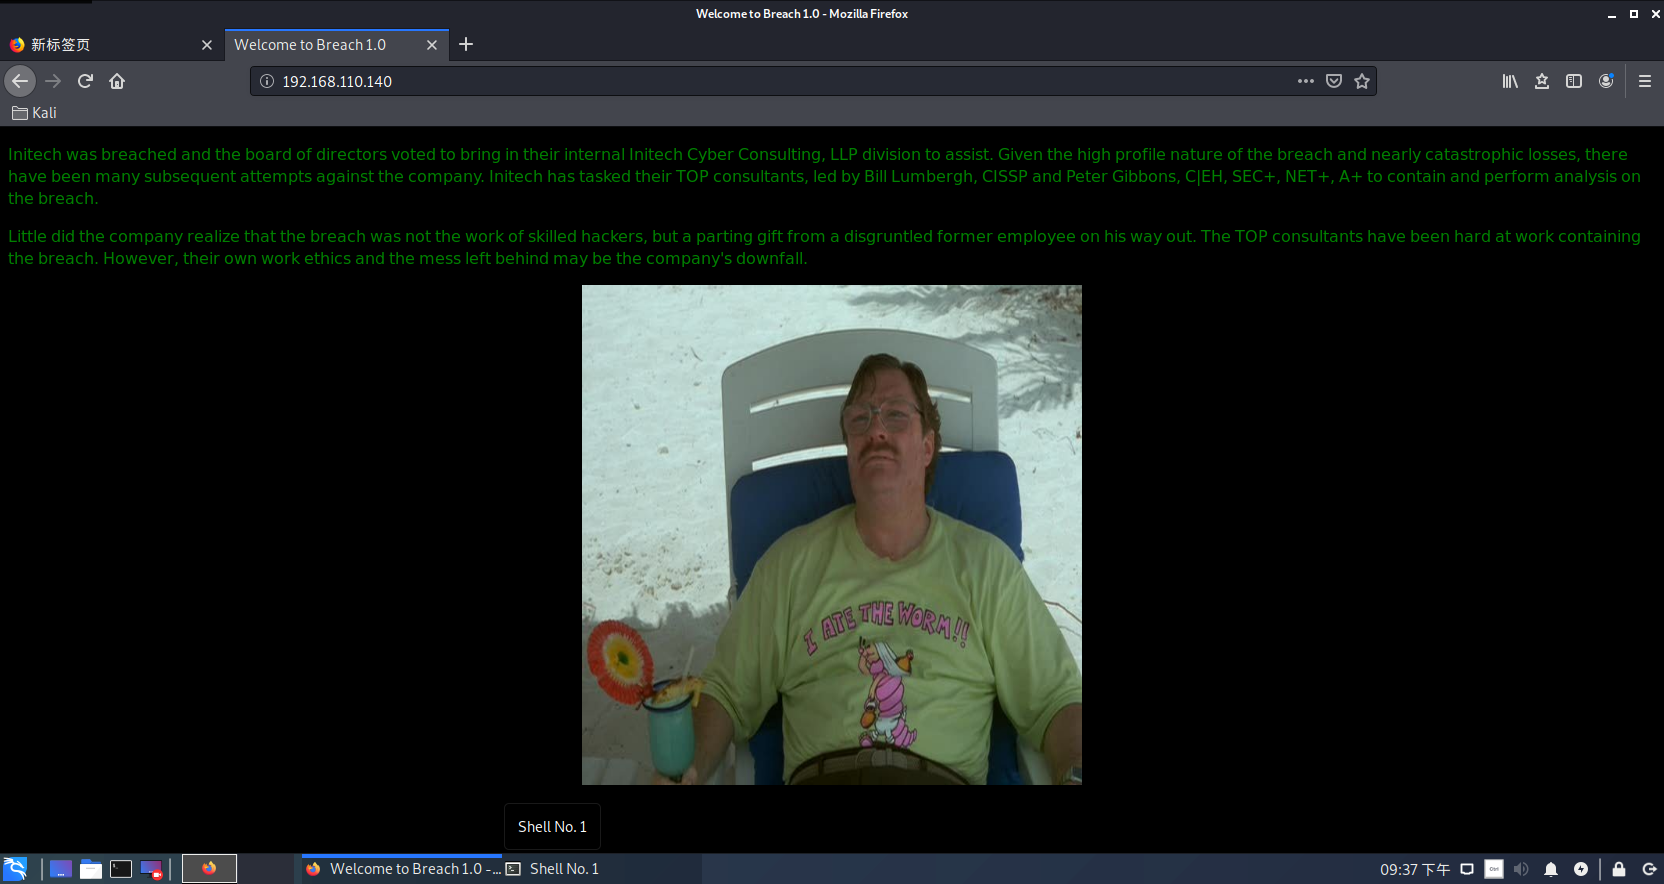 Welcome to Breach 1.0 - Mozilla Firefox
新标签页
Welcome to Breach 1.0
192.168.110.140
Kali
Initech was breached and the board of directors voted to bring in their internal Initech Cyber Consulting, LLP division to assist. Given the high profile nature of the breach and nearly catastrophic losses, there
have been many subsequent attempts against the company. Initech has tasked their TOP consultants, led by Bill Lumbergh, CISSP and Peter Gibbons, C|EH, SEC+, NET+, A+ to contain and perform analysis on
the breach.
Little did the company realize that the breach was not the work of skilled hackers, but a parting gift from a disgruntled former employee on his way out. The TOP consultants have been hard at work containing
the breach. However, their own work ethics and the mess left behind may be the company's downfall.
I ATE THE WORM!!
Shell No. 1
Welcome to Breach 1.0 -...
Shell No. 1
09:37 下午